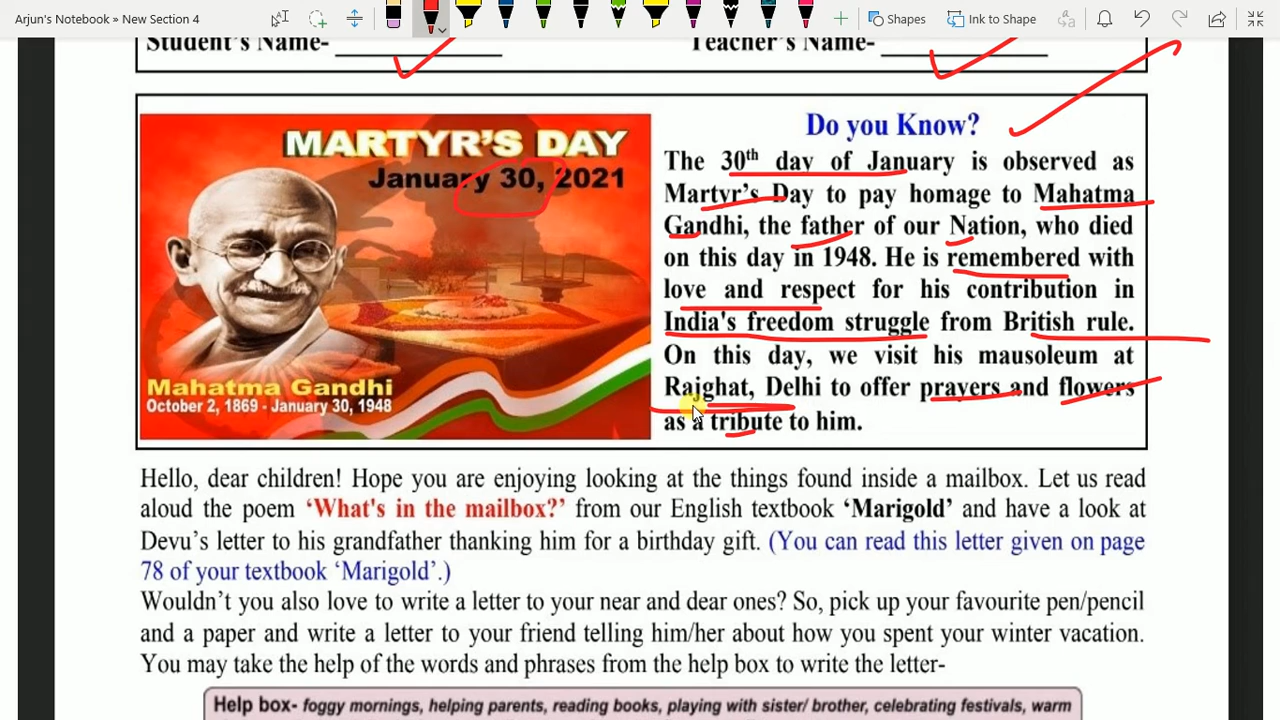 Arjun's Notebook » New Section 4
Shapes
Ink to Shape
Student's Name-
Teacher's Name-
MARTYR'S DAY
January 30, 2021
Mahatma Gandhi
October 2, 1869 - January 30, 1948
Do you Know?
The 30th day of January is observed as
Martyr's Day to pay homage to Mahatma
Gandhi, the father of our Nation, who died
on this day in 1948. He is remembered with
love and respect for his contribution in
India's freedom struggle from British rule.
On this day, we visit his mausoleum at
Rajghat, Delhi to offer prayers and flowers
as a tribute to him.
Hello, dear children! Hope you are enjoying looking at the things found inside a mailbox. Let us read
aloud the poem ‘What's in the mailbox?’ from our English textbook ‘Marigold’ and have a look at
Devu’s letter to his grandfather thanking him for a birthday gift. (You can read this letter given on page
78 of your textbook ‘Marigold’.)
Wouldn’t you also love to write a letter to your near and dear ones? So, pick up your favourite pen/pencil
and a paper and write a letter to your friend telling him/her about how you spent your winter vacation.
You may take the help of the words and phrases from the help box to write the letter-
Help box- foggy mornings, helping parents, reading books, playing with sister/ brother, celebrating festivals, warm